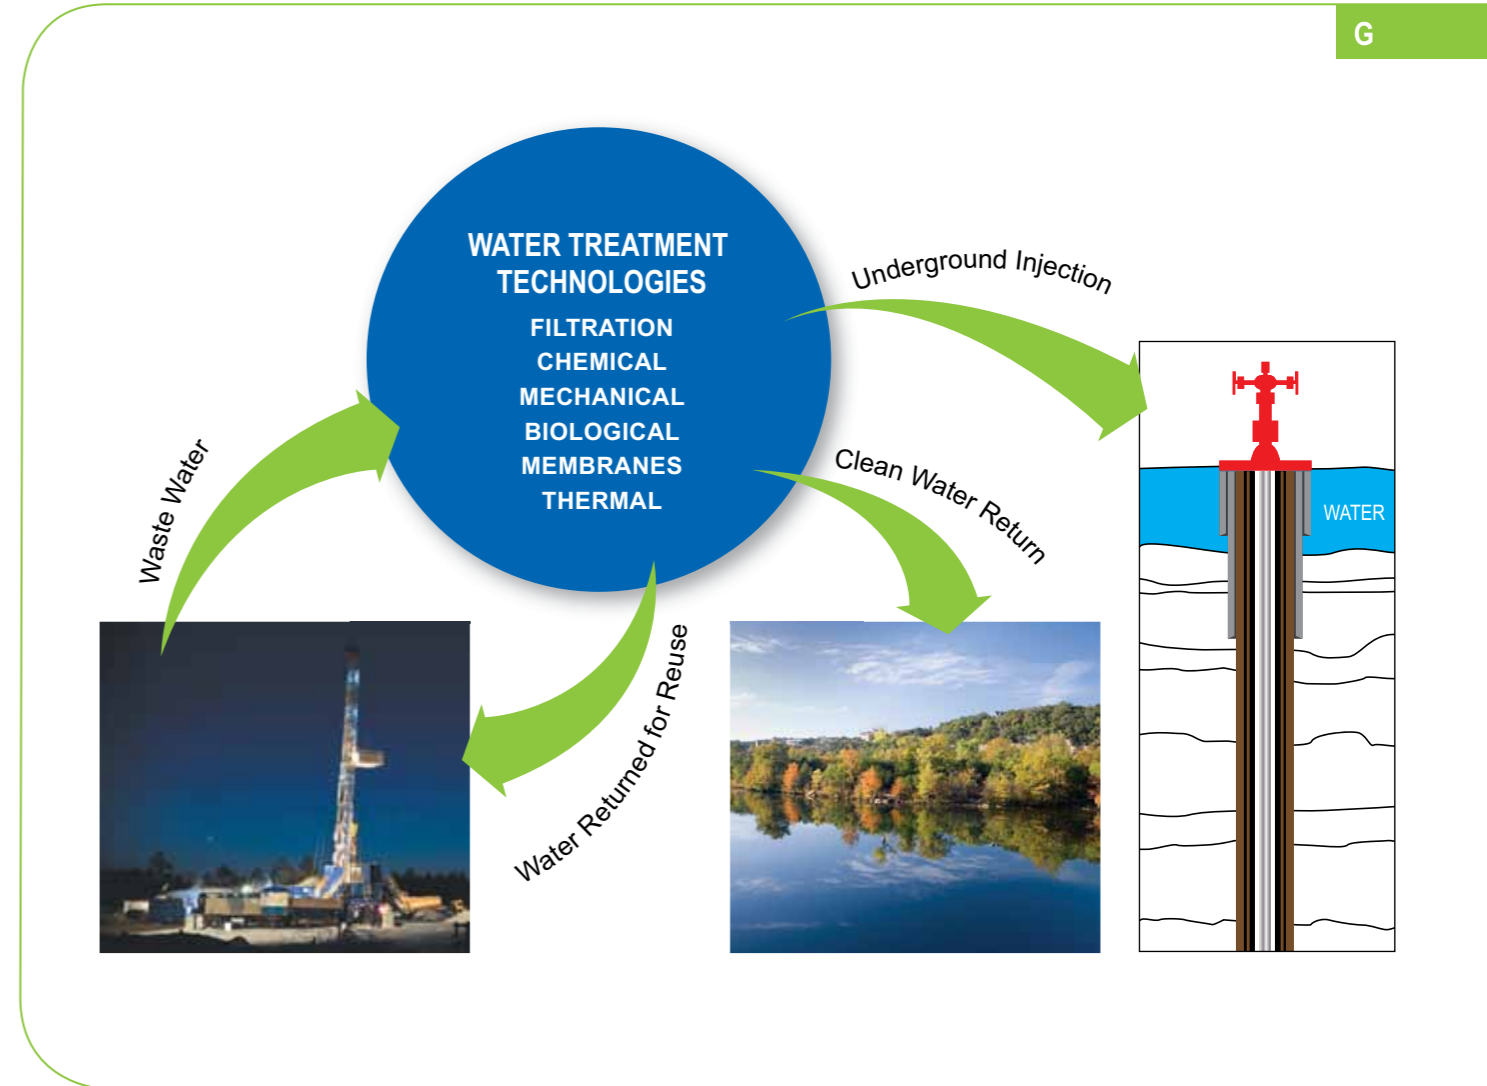 G
WATER TREATMENT
TECHNOLOGIES
FILTRATION
CHEMICAL
MECHANICAL
BIOLOGICAL
MEMBRANES
THERMAL
Underground Injection
Waste Water
Clean Water Return
Water Returned for Reuse
WATER